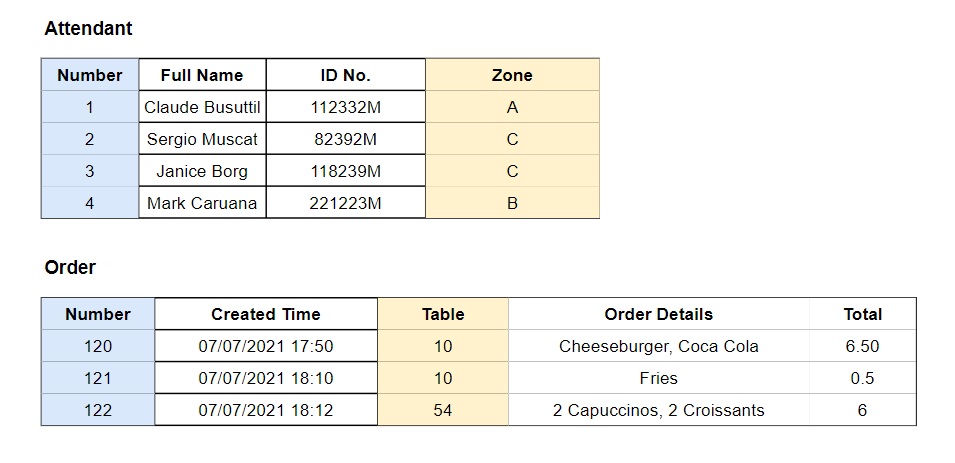 Attendant
Number Full Name ID No. Zone
1 Claude Busuttil 112332M A
2 Sergio Muscat 82392M C
3 Janice Borg 118239M C
4 Mark Caruana 221223M B
Order
Number Created Time Table Order Details Total
120 07/07/2021 17:50 10 Cheeseburger, Coca Cola 6.50
121 07/07/2021 18:10 10 Fries 0.5
122 07/07/2021 18:12 54 2 Capuccinos, 2 Croissants 6